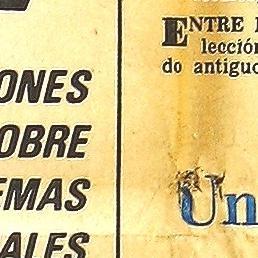 ONES
OBRE
EMAS
ALES
ENTRE
lección
do antiguo
Un